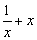 1/x + x